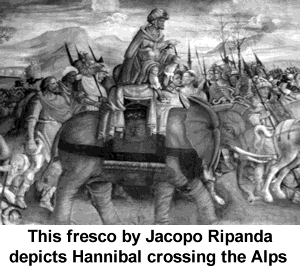 This fresco by Jacopo Ripanda
depicts Hannibal crossing the Alps